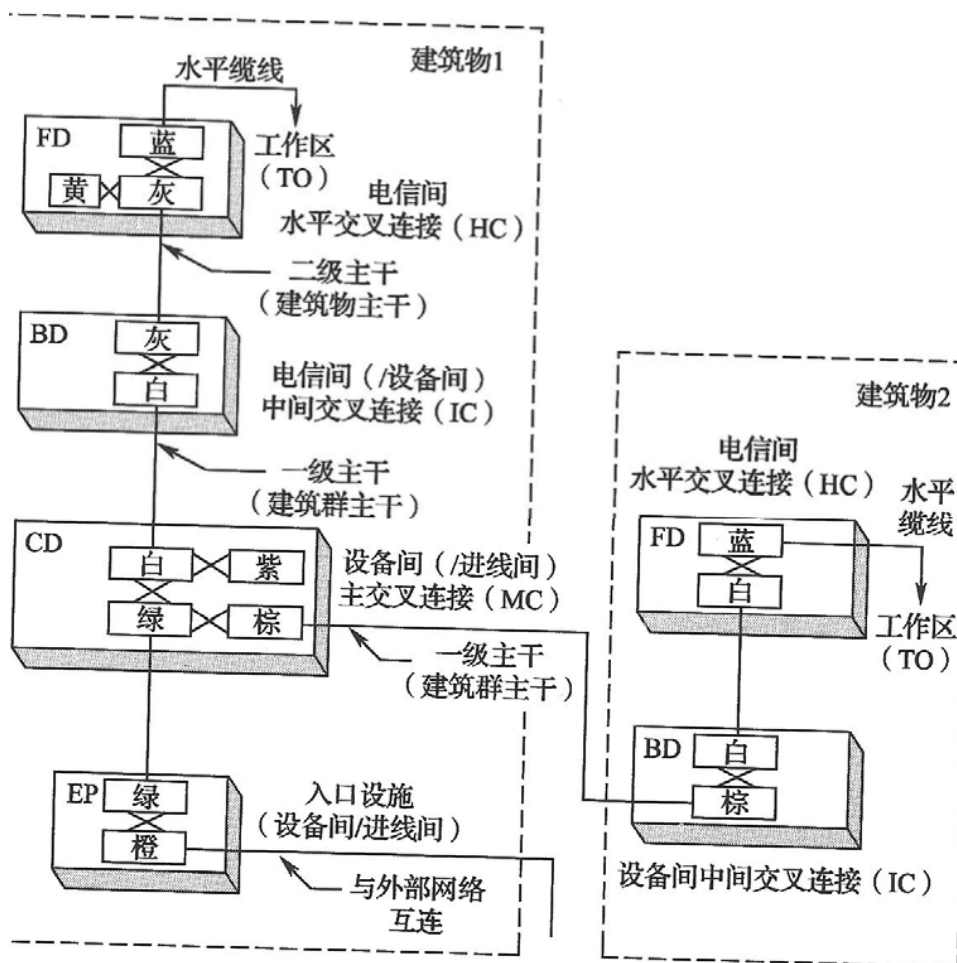 建筑物1
水平缆线
FD
蓝
黄
灰
工作区
（TO）
电信间
水平交叉连接（HC）
二级主干
（建筑物主干）
BD
灰
白
电信间（/设备间）
中间交叉连接（IC）
一级主干
（建筑群主干）
CD
白
紫
绿
棕
设备间（/进线间）
主交叉连接（MC）
一级主干
（建筑群主干）
EP
绿
橙
入口设施
（设备间/进线间）
与外部网络
互连
建筑物2
电信间
水平交叉连接（HC）
水平
缆线
FD
蓝
白
工作区
（TO）
BD
白
棕
设备间中间交叉连接（IC）